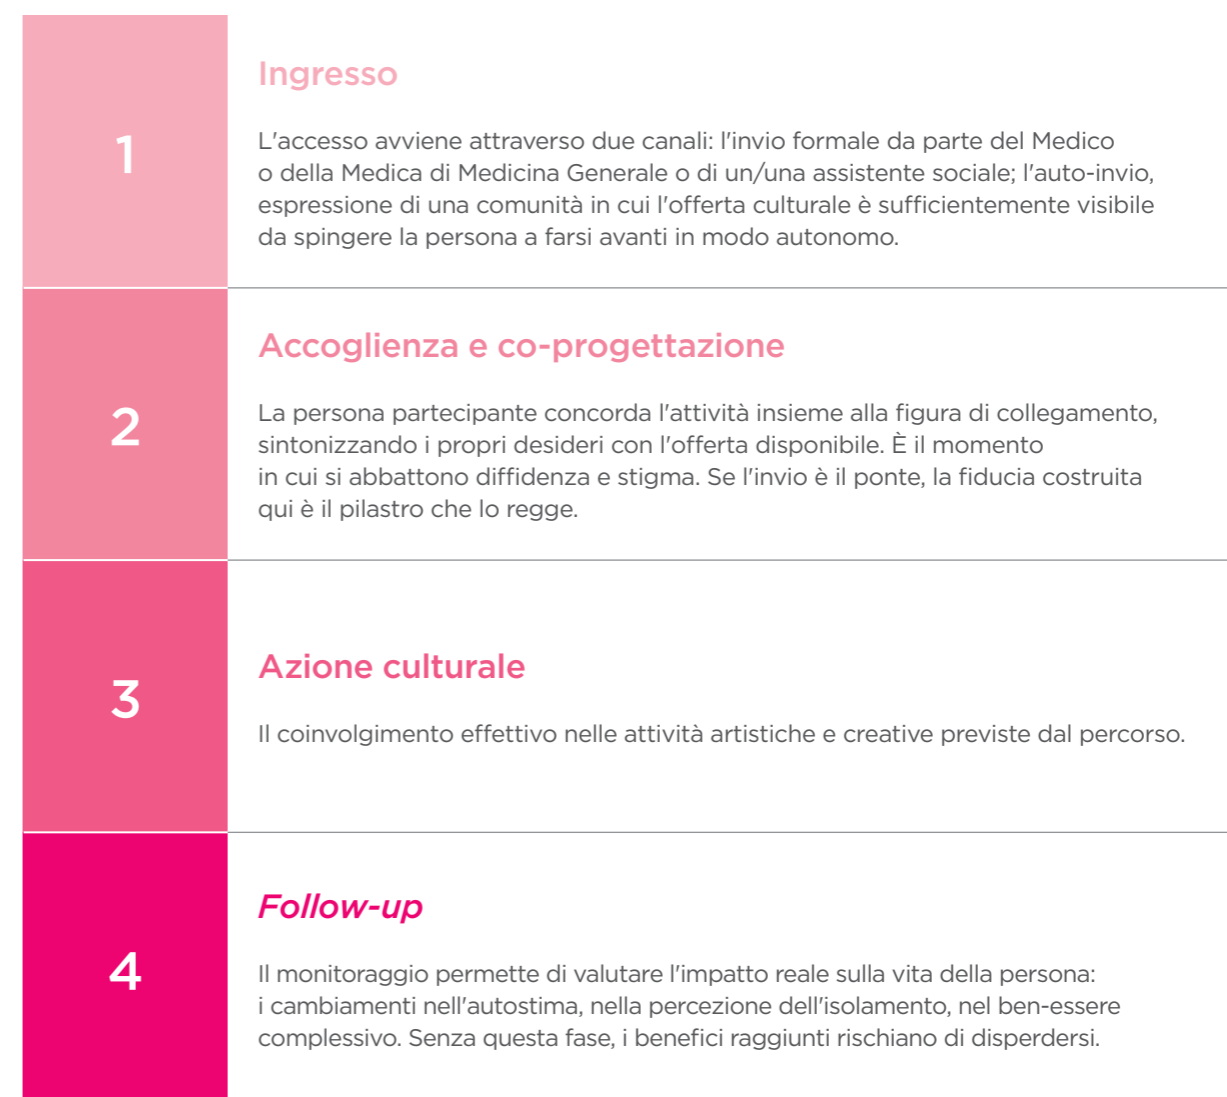 1
Ingresso
L'accesso avviene attraverso due canali: l'invio formale da parte del Medico
o della Medica di Medicina Generale o di un/una assistente sociale; l'auto-invio,
espressione di una comunità in cui l'offerta culturale è sufficientemente visibile
da spingere la persona a farsi avanti in modo autonomo.
2
Accoglienza e co-progettazione
La persona partecipante concorda l'attività insieme alla figura di collegamento,
sintonizzando i propri desideri con l'offerta disponibile. È il momento
in cui si abbattono diffidenza e stigma. Se l'invio è il ponte, la fiducia costruita
qui è il pilastro che lo regge.
3
Azione culturale
Il coinvolgimento effettivo nelle attività artistiche e creative previste dal percorso.
4
Follow-up
Il monitoraggio permette di valutare l'impatto reale sulla vita della persona:
i cambiamenti nell'autostima, nella percezione dell'isolamento, nel ben-essere
complessivo. Senza questa fase, i benefici raggiunti rischiano di disperdersi.